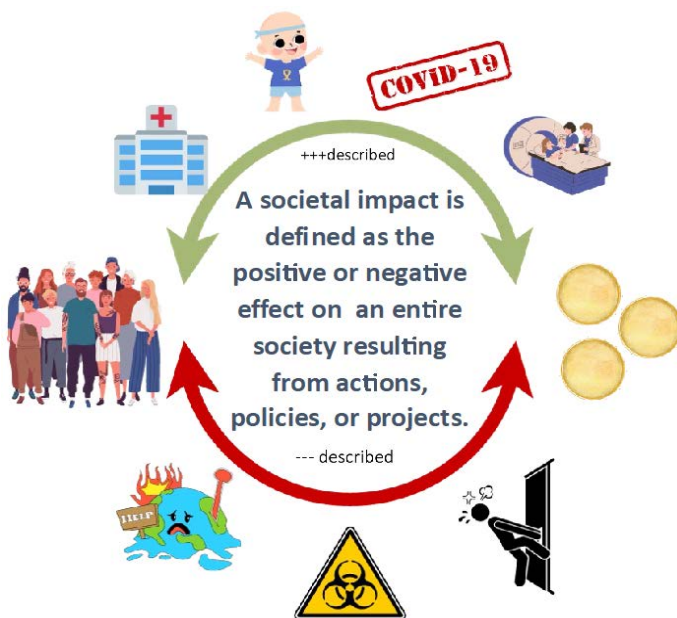 COVID-19
+++described
A societal impact is
defined as the
positive or negative
effect on an entire
society resulting
from actions,
policies, or projects.
--- described
HELP